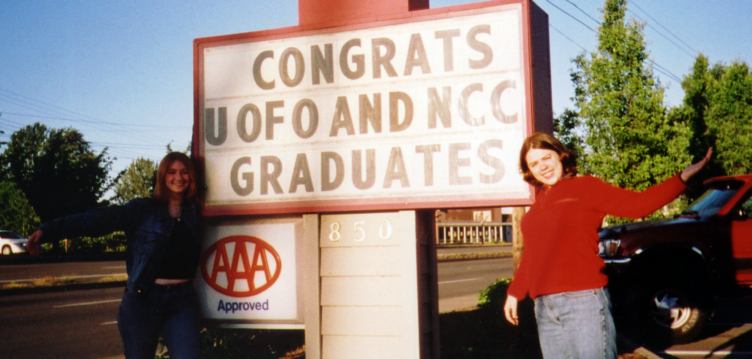 CONGRATS
U OF O AND NCC
GRADUATES
850
AAA
Approved